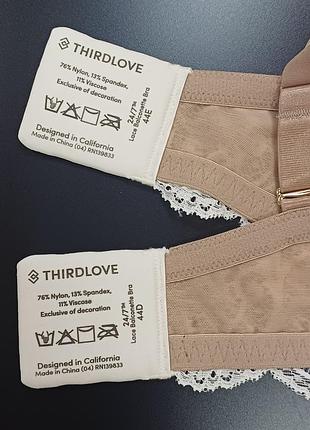 THIRDLOVE
76% Nylon, 13% Spandex,
11% Viscose
Exclusive of decoration
Designed in California
Made in China (04) RN139833
24/7™
Lace Balconette Bra
44E
THIRDLOVE
76% Nylon, 13% Spandex,
11% Viscose
Exclusive of decoration
Designed in California
Made in China (04) RN139833
24/7™
Lace Balconette Bra
44D